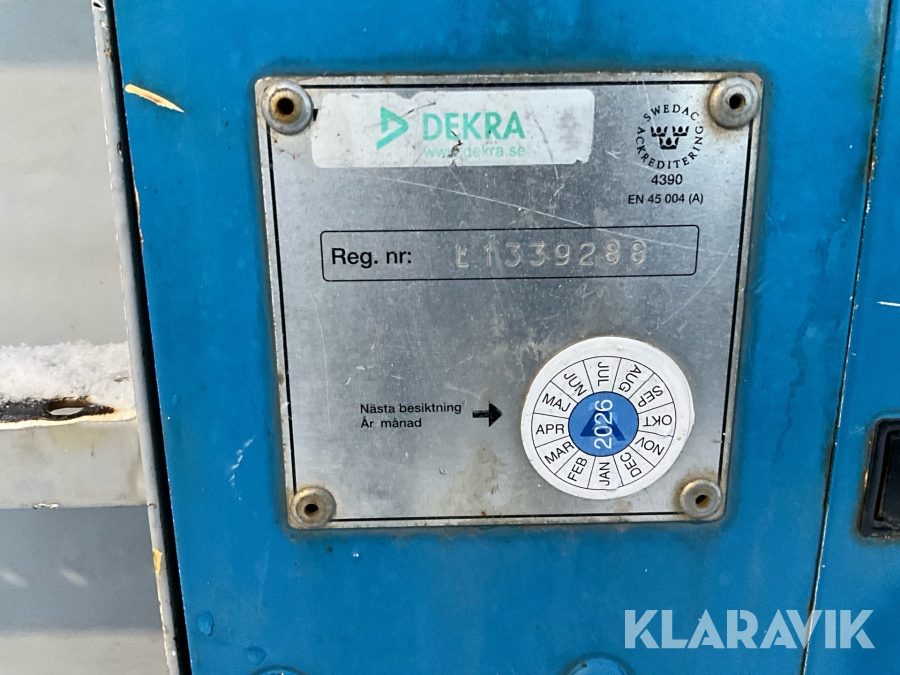 DEKRA
www.dekra.se
SWEDAC ACKREDITERING
4390
EN 45 004 (A)
Reg. nr: E1339288
Nästa besiktning
År månad
JAN FEB MAR APR MAJ JUN JUL AUG SEP OKT NOV DEC
2026
KLARAVIK